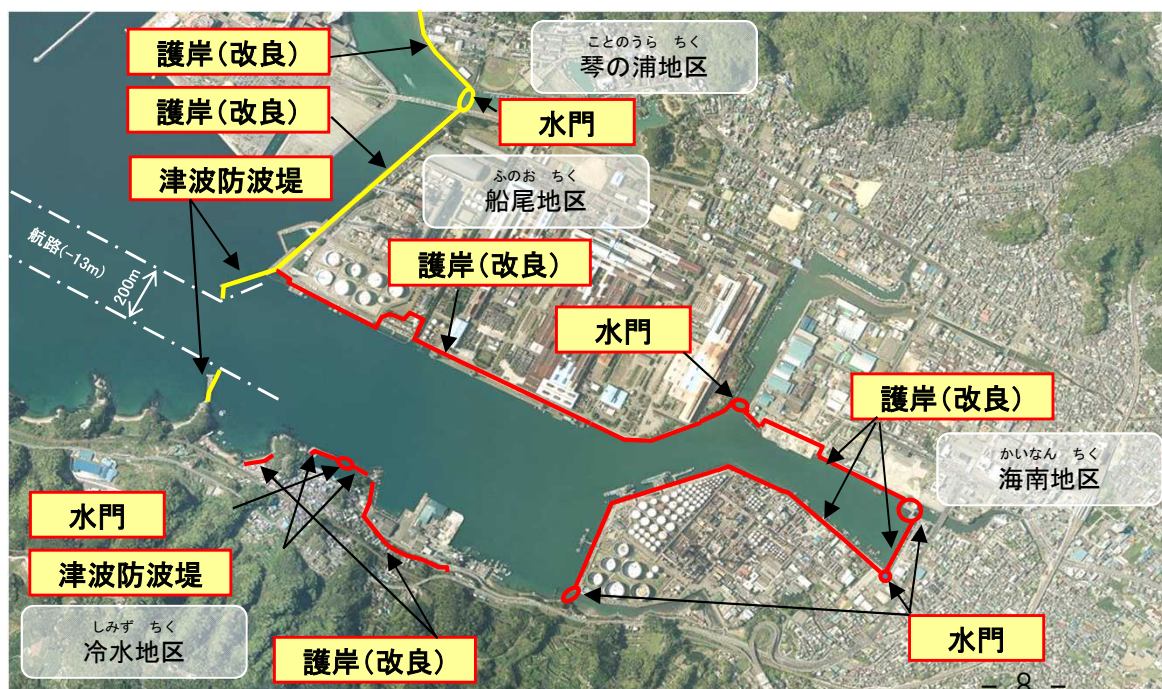 護岸（改良）
ことのうら　ちく
琴の浦地区
護岸（改良）
水門
津波防波堤
ふのお　ちく
船尾地区
航路(-13m)
200m
護岸（改良）
水門
護岸（改良）
かいなん　ちく
海南地区
水門
津波防波堤
しみず　ちく
冷水地区
護岸（改良）
水門
－ 8 －